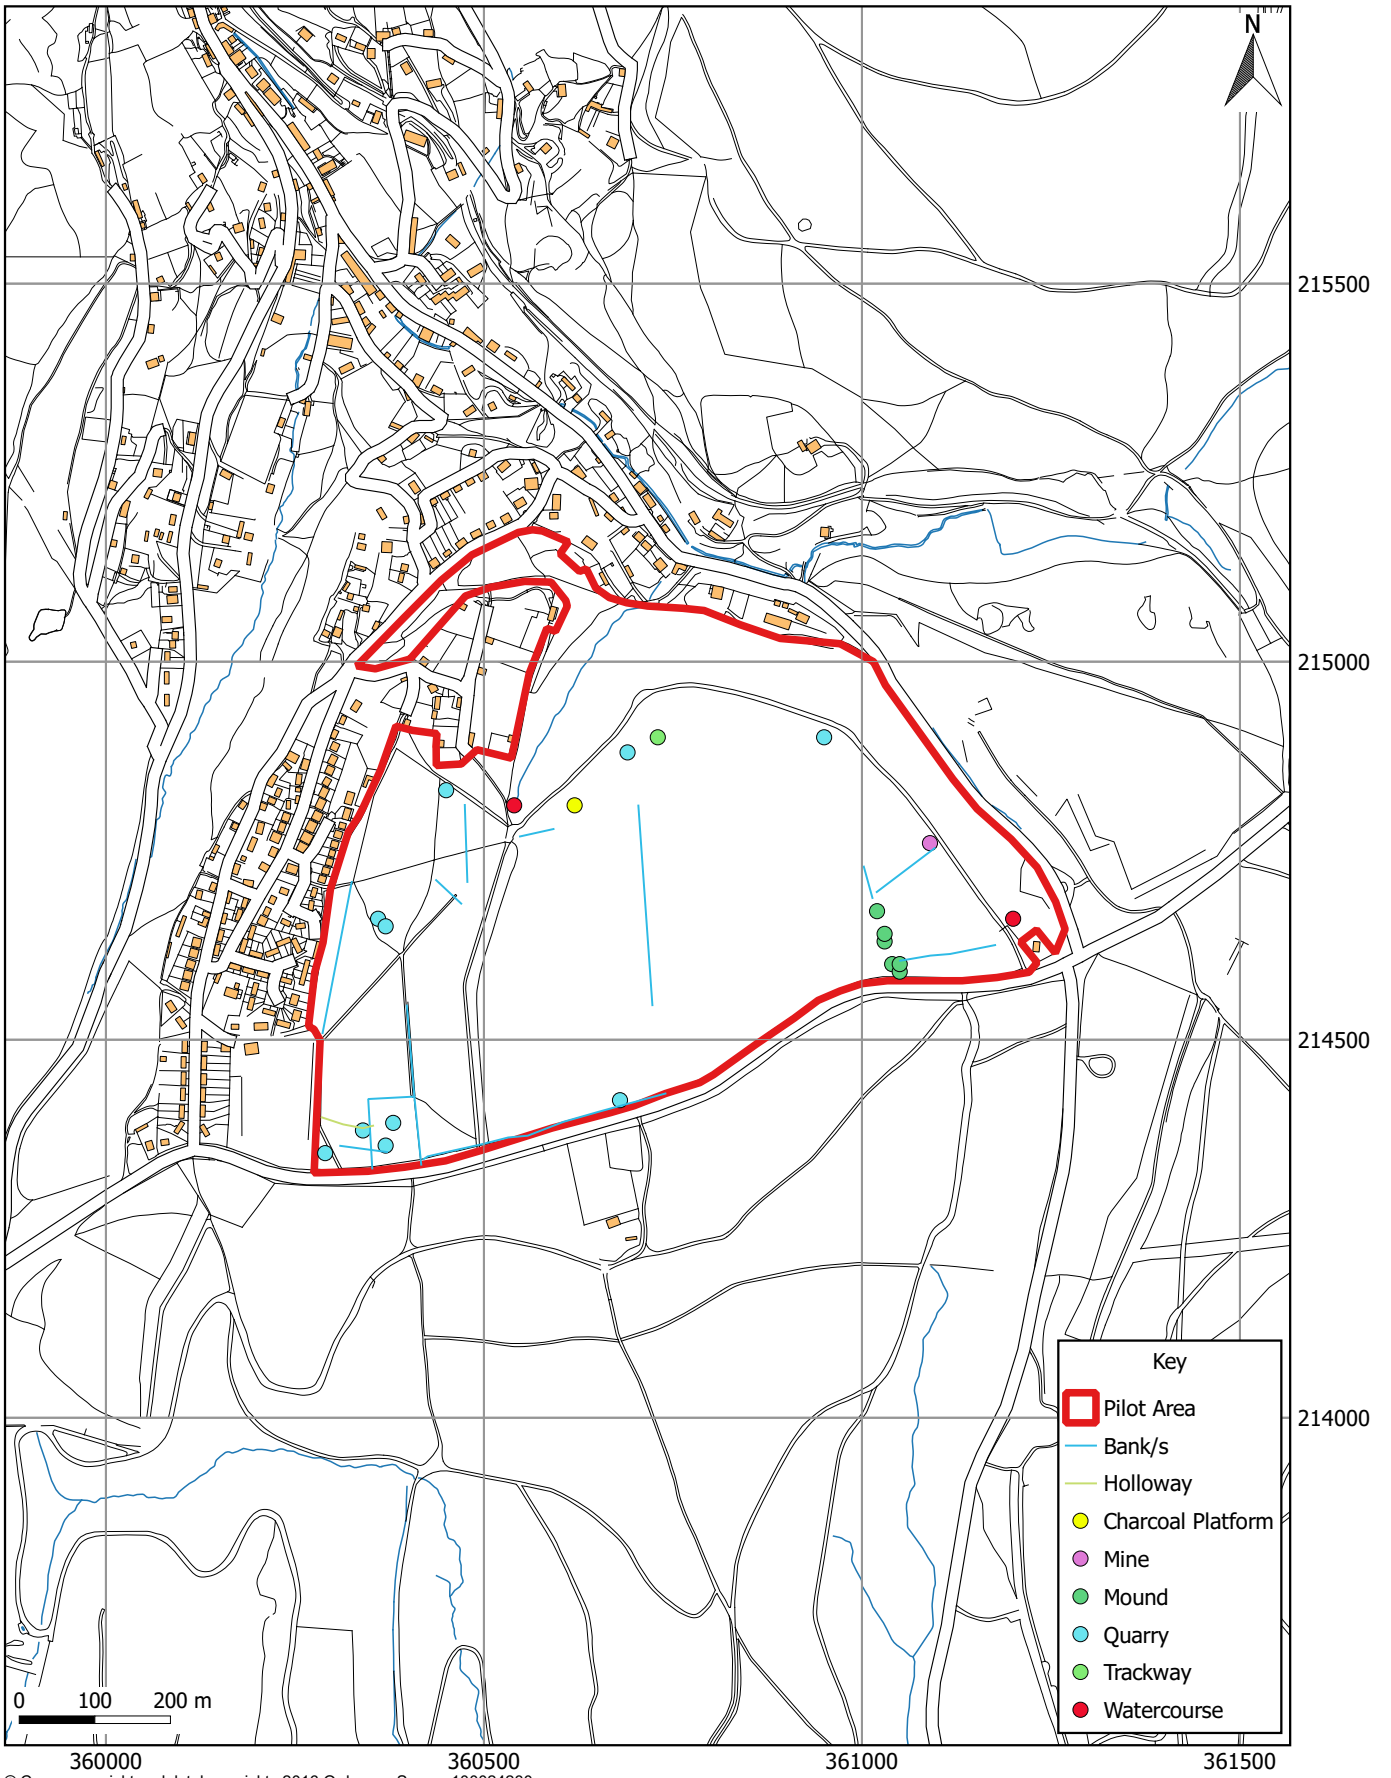 N
215500
215000
214500
214000
Key
Pilot Area
Bank/s
Holloway
Charcoal Platform
Mine
Mound
Quarry
Trackway
Watercourse
0 100 200 m
360000 360500 361000 361500